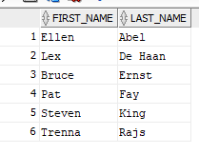 FIRST_NAME LAST_NAME
1 Ellen Abel
2 Lex De Haan
3 Bruce Ernst
4 Pat Fay
5 Steven King
6 Trenna Rajs